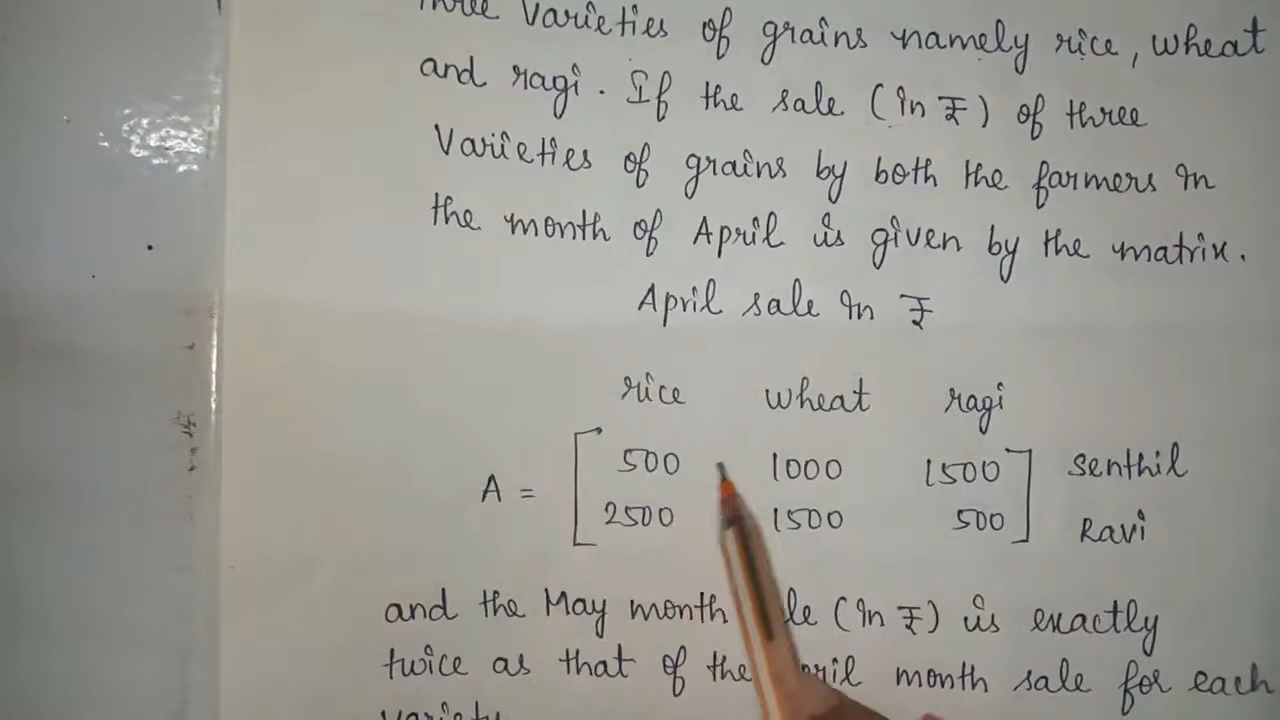 three Varieties of grains namely rice, wheat
and ragi. If the sale (in ₹) of three
Varieties of grains by both the farmers in
the month of April is given by the matrix.
April sale in ₹
rice wheat ragi
A = [ 500 1000 1500 ] Senthil
2500 1500 500 Ravi
and the May month (in ₹) is exactly
twice as that of the April month sale for each
variety